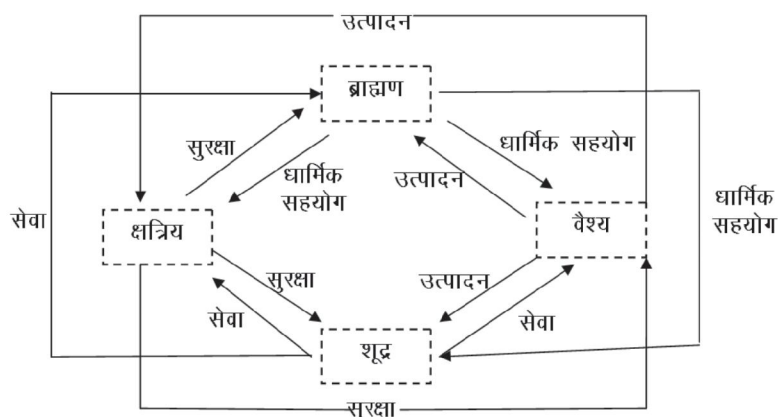 उत्पादन
ब्राह्मण
सुरक्षा
धार्मिक सहयोग
धार्मिक
सहयोग
उत्पादन
सेवा
क्षत्रिय
वैश्य
धार्मिक
सहयोग
सुरक्षा
उत्पादन
सेवा
सेवा
शूद्र
सुरक्षा